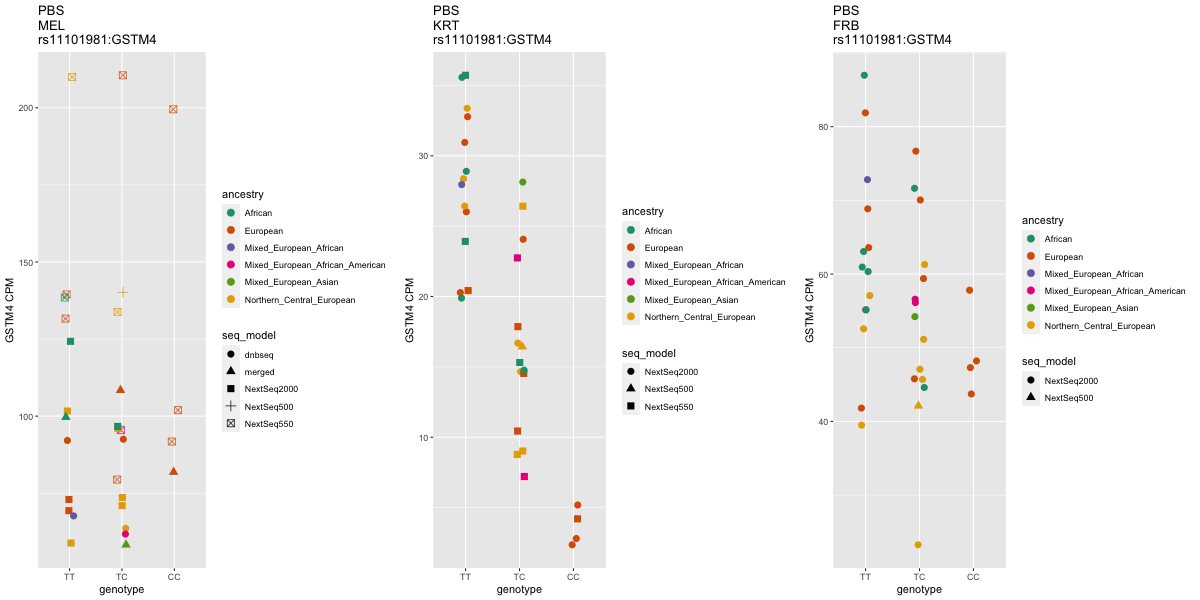 PBS
MEL
rs11101981:GSTM4
GSTM4 CPM
200
150
100
TT
TC
CC
genotype
ancestry
African
European
Mixed_European_African
Mixed_European_African_American
Mixed_European_Asian
Northern_Central_European
seq_model
dnbseq
merged
NextSeq2000
NextSeq500
NextSeq550
PBS
KRT
rs11101981:GSTM4
GSTM4 CPM
30
20
10
TT
TC
CC
genotype
ancestry
African
European
Mixed_European_African
Mixed_European_African_American
Mixed_European_Asian
Northern_Central_European
seq_model
NextSeq2000
NextSeq500
NextSeq550
PBS
FRB
rs11101981:GSTM4
GSTM4 CPM
80
60
40
TT
TC
CC
genotype
ancestry
African
European
Mixed_European_African
Mixed_European_African_American
Mixed_European_Asian
Northern_Central_European
seq_model
NextSeq2000
NextSeq500